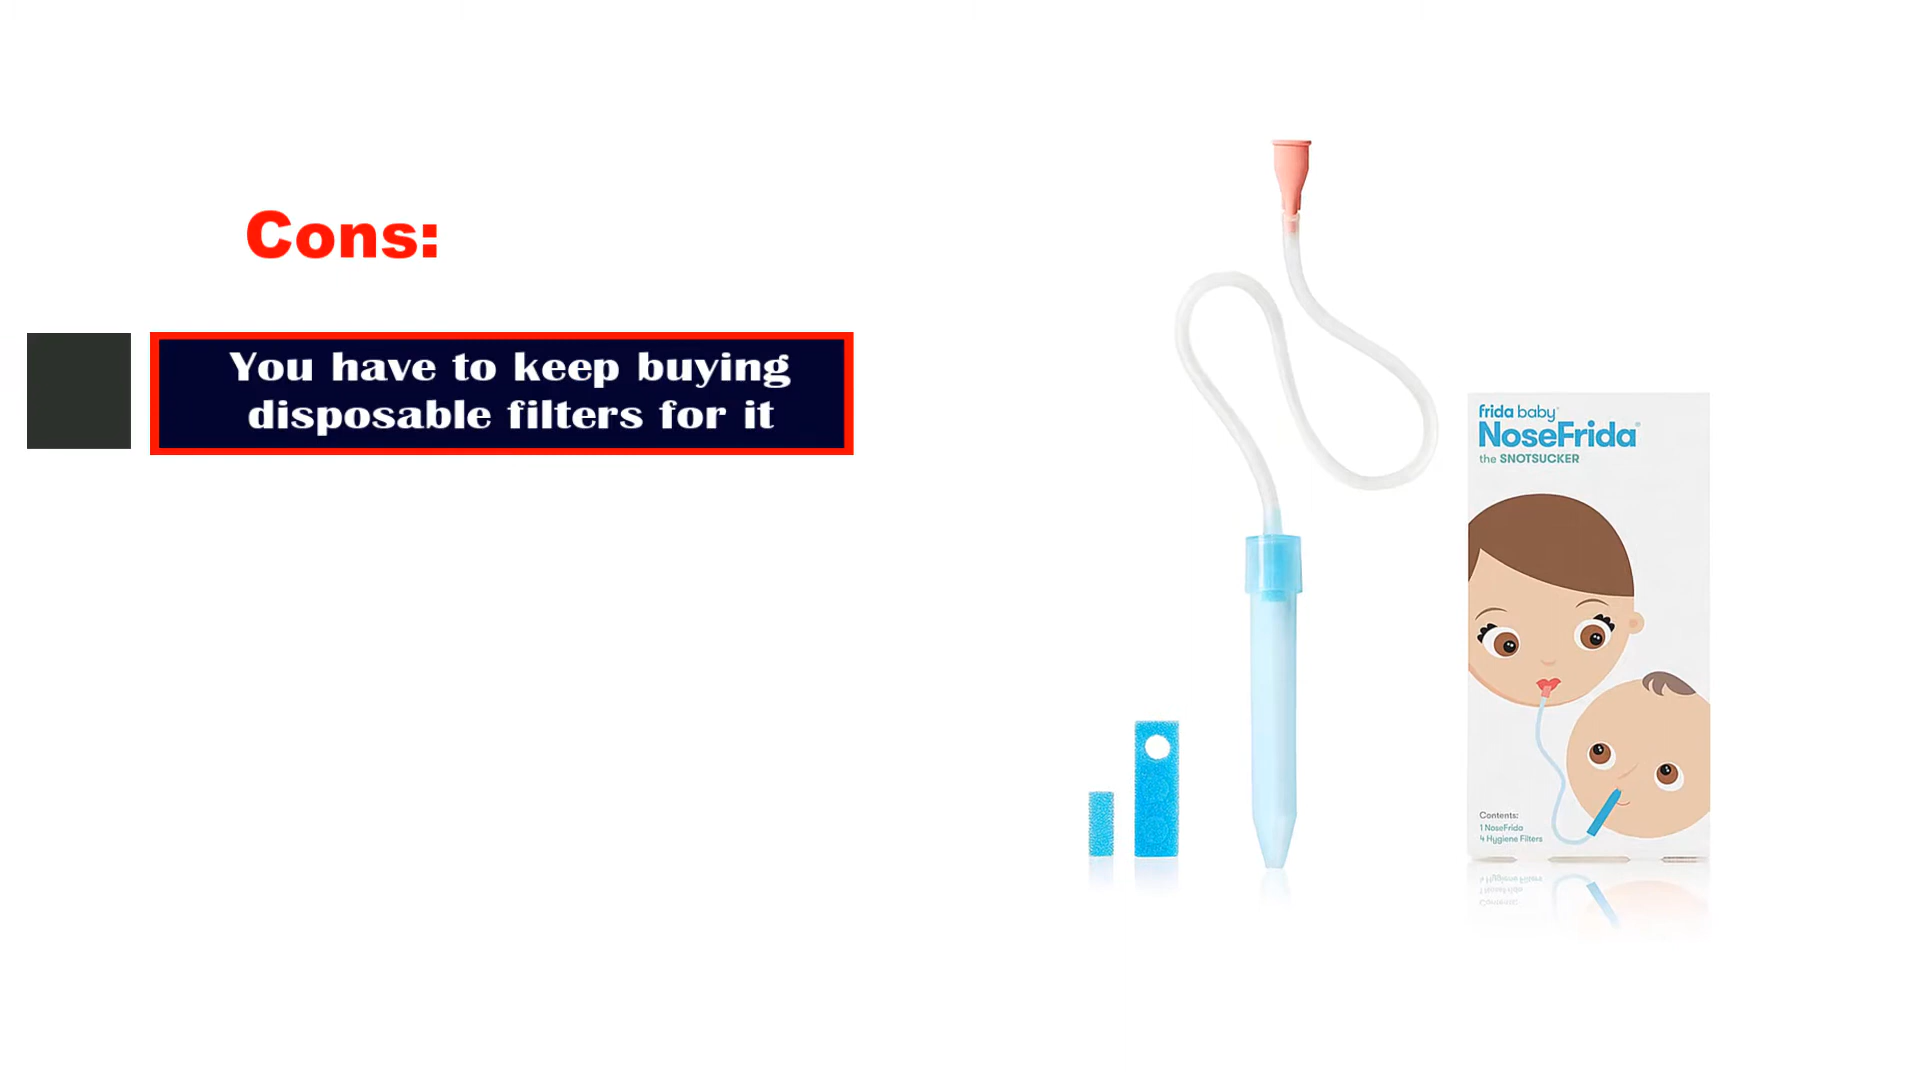 Cons:
You have to keep buying
disposable filters for it
frida baby
NoseFrida®
the SNOTSUCKER
Contents:
1 NoseFrida
4 Hygiene Filters